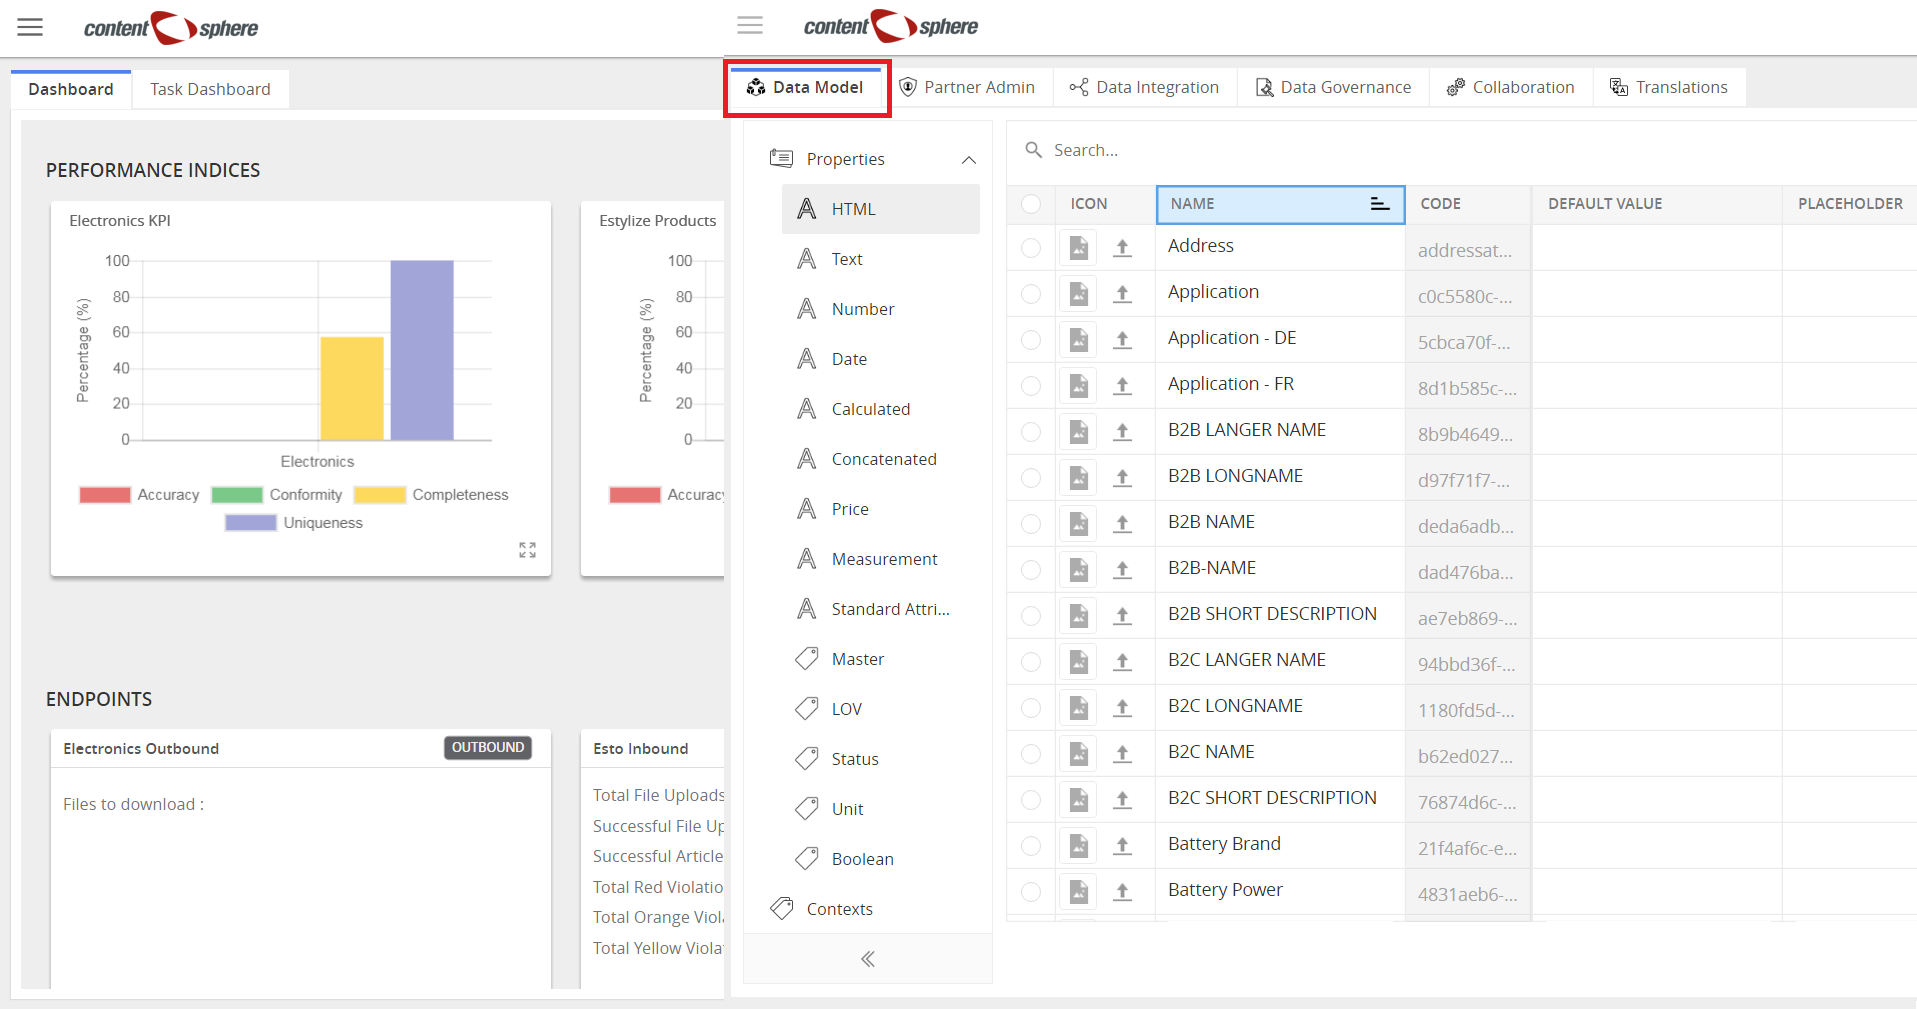 content sphere
Dashboard
Task Dashboard
PERFORMANCE INDICES
Electronics KPI
100
80
60
40
20
0
Percentage (%)
Electronics
Accuracy
Conformity
Completeness
Uniqueness
Estylize Products
100
80
60
40
20
0
Percentage (%)
Accuracy
ENDPOINTS
Electronics Outbound
OUTBOUND
Files to download :
Esto Inbound
Total File Uploads
Successful File Up
Successful Article
Total Red Violatio
Total Orange Viola
Total Yellow Viola
content sphere
Data Model
Partner Admin
Data Integration
Data Governance
Collaboration
Translations
Properties
HTML
Text
Number
Date
Calculated
Concatenated
Price
Measurement
Standard Attri...
Master
LOV
Status
Unit
Boolean
Contexts
Search...
ICON NAME CODE DEFAULT VALUE PLACEHOLDER
Address addressat...
Application c0c5580c-...
Application - DE 5cbca70f-...
Application - FR 8d1b585c-...
B2B LANGER NAME 8b9b4649...
B2B LONGNAME d97f71f7-...
B2B NAME deda6adb...
B2B-NAME dad476ba...
B2B SHORT DESCRIPTION ae7eb869-...
B2C LANGER NAME 94bbd36f-...
B2C LONGNAME 1180fd5d-...
B2C NAME b62ed027...
B2C SHORT DESCRIPTION 76874d6c-...
Battery Brand 21f4af6c-e...
Battery Power 4831aeb6-...